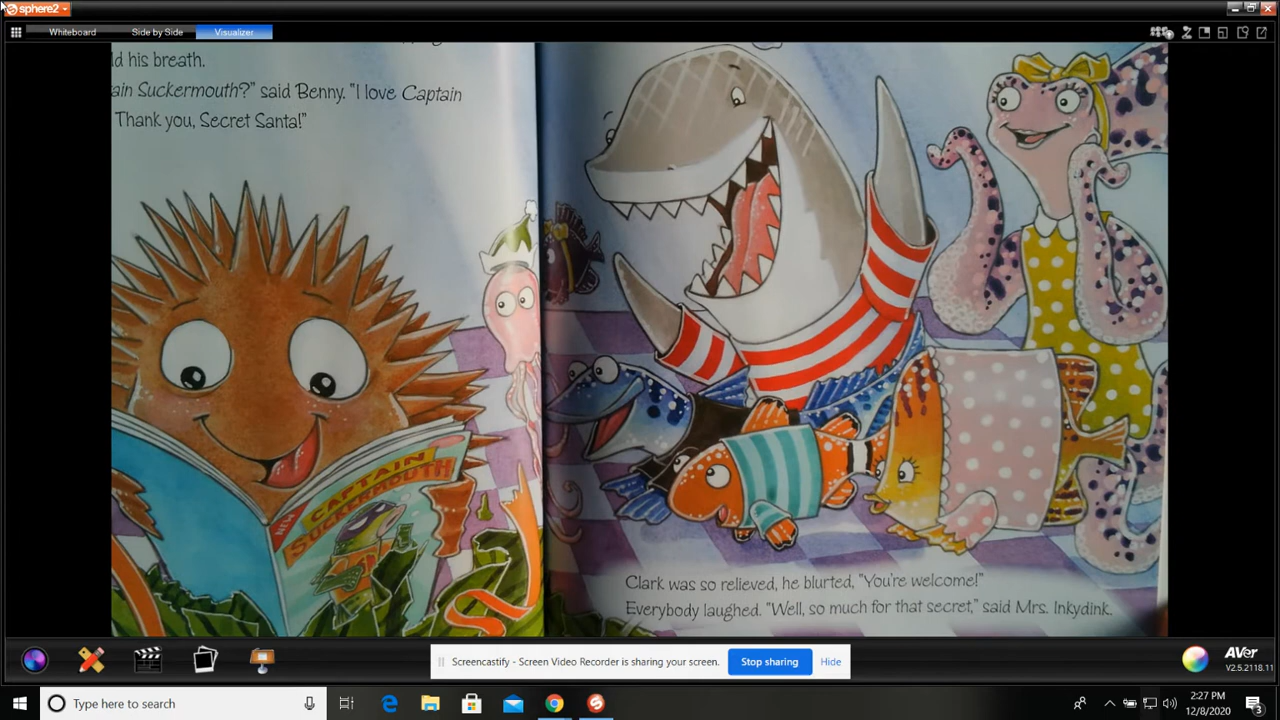 sphere2
Whiteboard
Side by Side
Visualizer
his breath.
Suckermouth?" said Benny. "I love Captain
Thank you, Secret Santa!"
NEW
CAPTAIN
SUCKERMOUTH
Clark was so relieved, he blurted, "You're welcome!"
Everybody laughed. "Well, so much for that secret," said Mrs. Inkydink.
Screencastify - Screen Video Recorder is sharing your screen.
Stop sharing
Hide
AVer
V2.5.2118.11
Type here to search
2:27 PM
12/8/2020
3